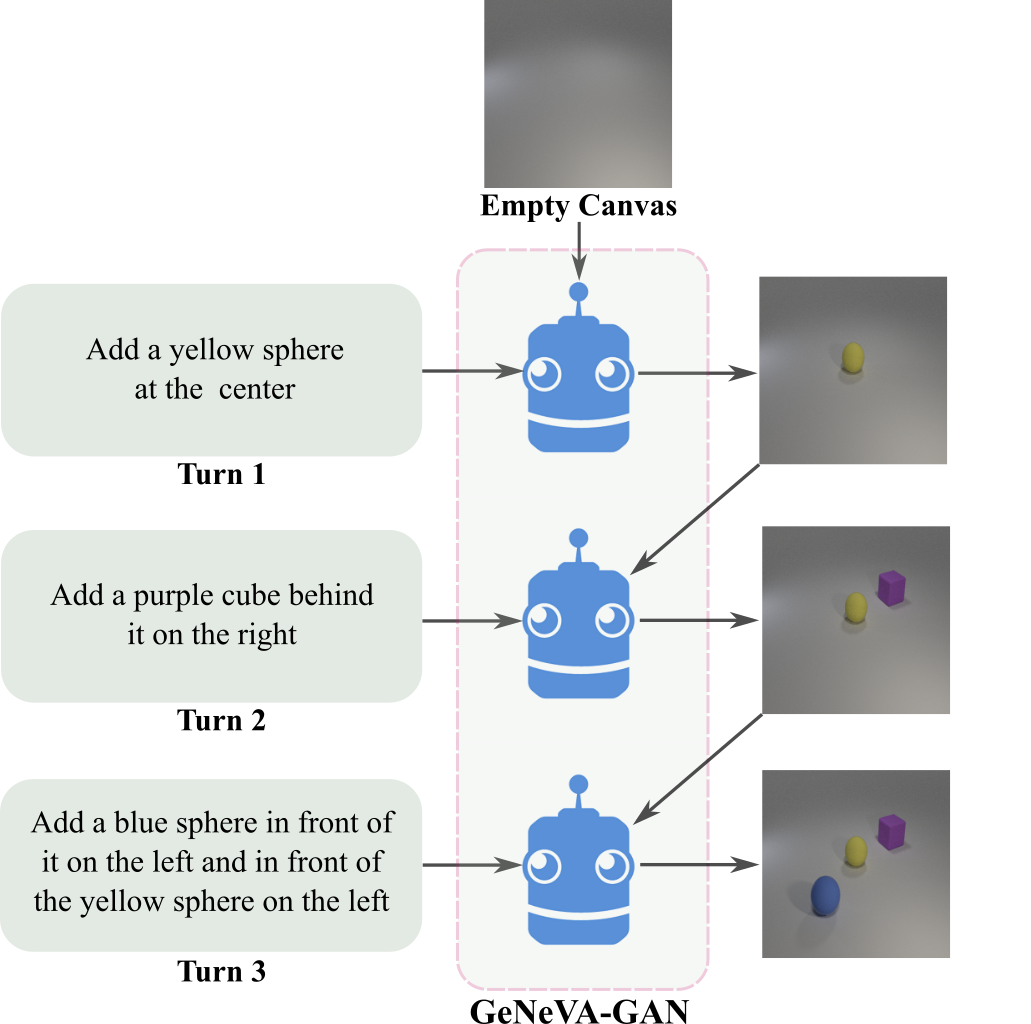 Empty Canvas
Add a yellow sphere
at the center
Turn 1
Add a purple cube behind
it on the right
Turn 2
Add a blue sphere in front of
it on the left and in front of
the yellow sphere on the left
Turn 3
GeNeVA-GAN